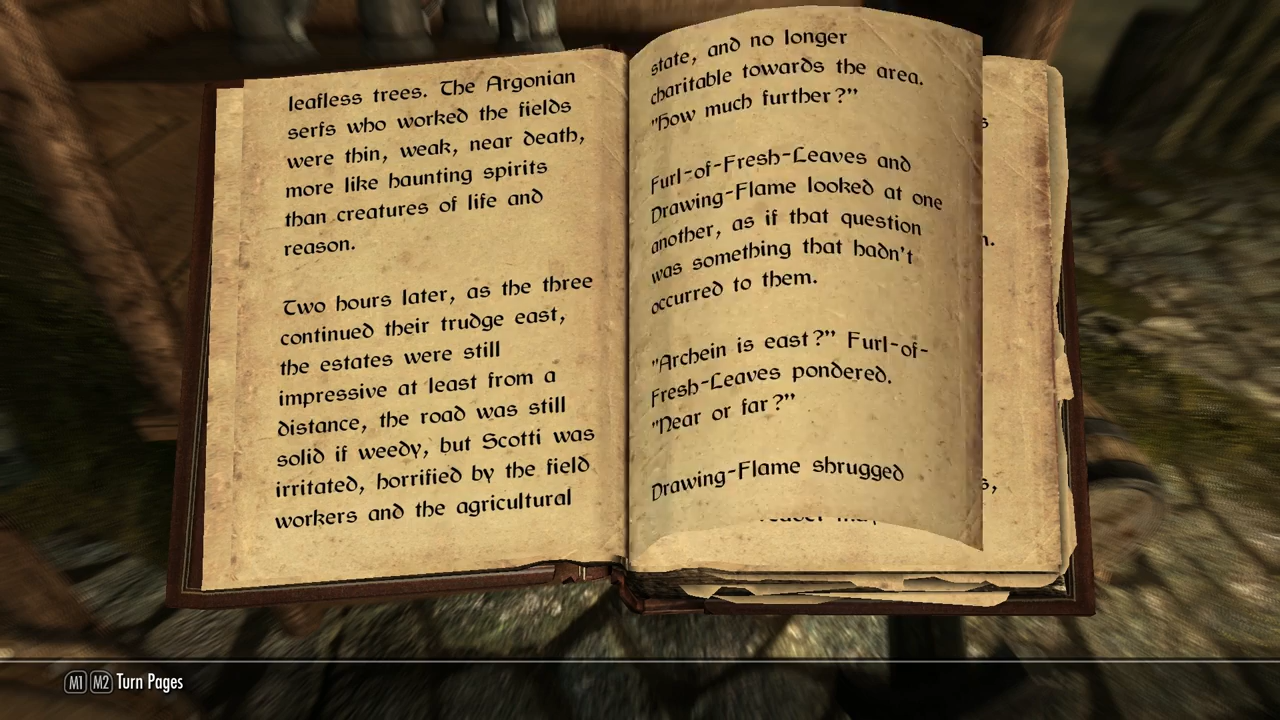 leafless trees. The Argonian
serfs who worked the fields
were thin, weak, near death,
more like haunting spirits
than creatures of life and
reason.
Two hours later, as the three
continued their trudge east,
the estates were still
impressive at least from a
distance, the road was still
solid if weedy, but Scotti was
irritated, horrified by the field
workers and the agricultural
state, and no longer
charitable towards the area.
"How much further?"
Furl-of-Fresh-Leaves and
Drawing-Flame looked at one
another, as if that question
was something that hadn't
occurred to them.
"Archein is east?" Furl-of-
Fresh-Leaves pondered.
"Near or far?"
Drawing-Flame shrugged
M1 M2 Turn Pages